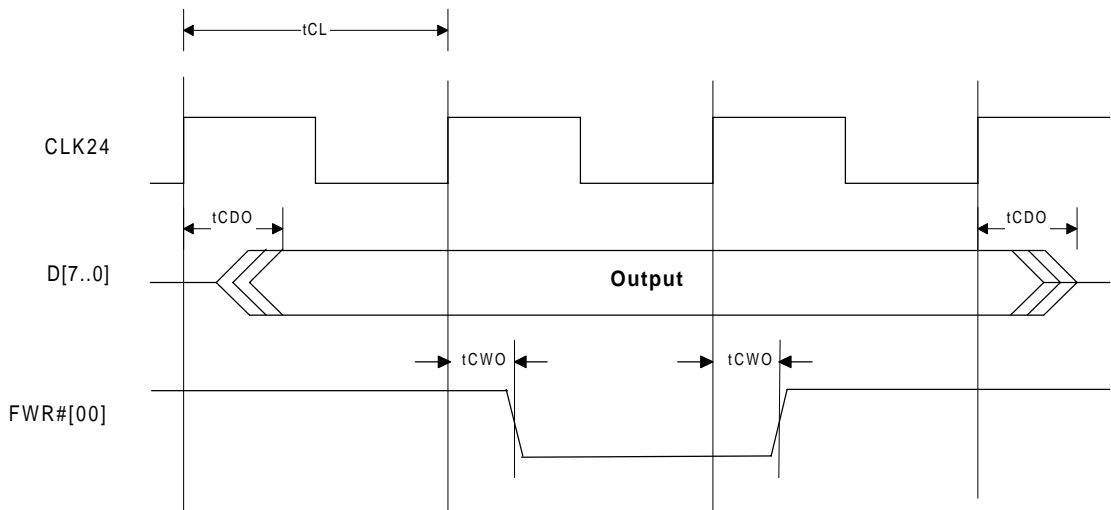 tCL
CLK24
tCDO tCDO
D[7..0] Output
tCWO tCWO
FWR#[00]